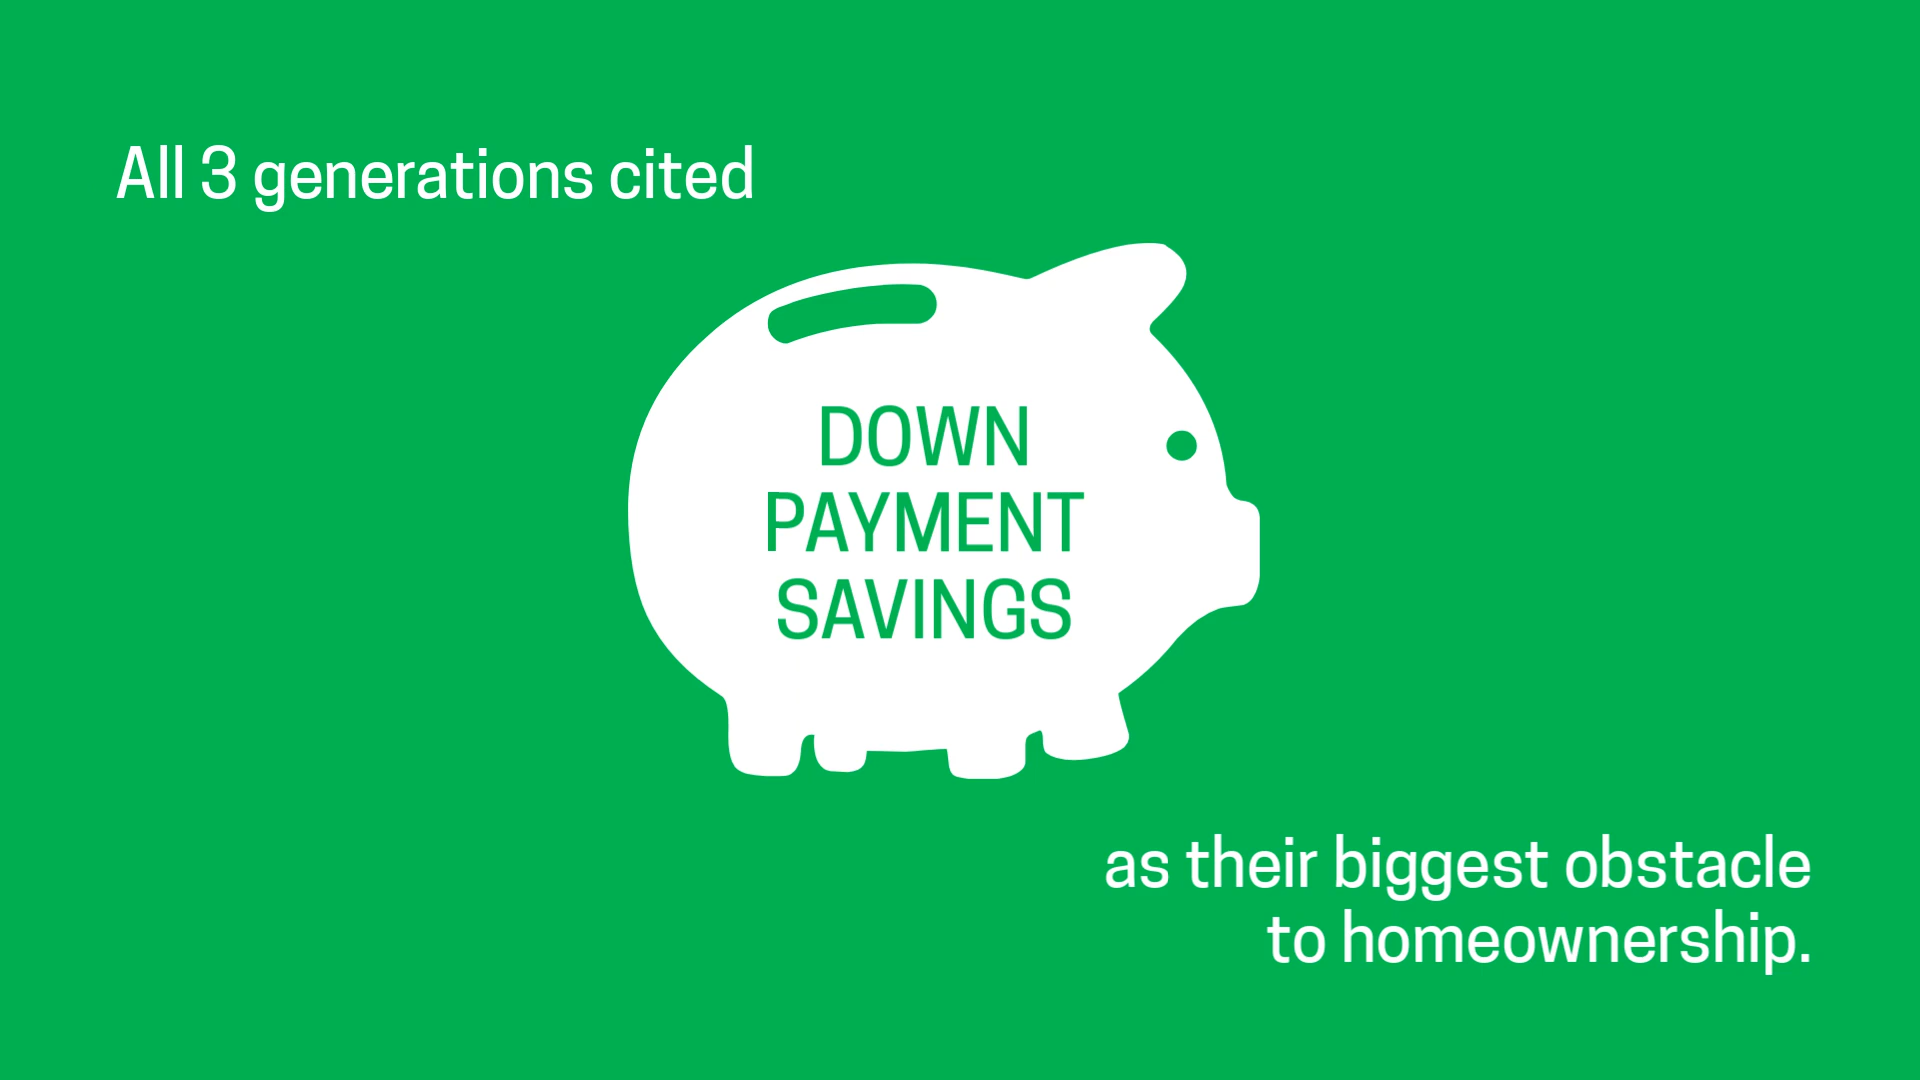 All 3 generations cited
DOWN
PAYMENT
SAVINGS
as their biggest obstacle
to homeownership.